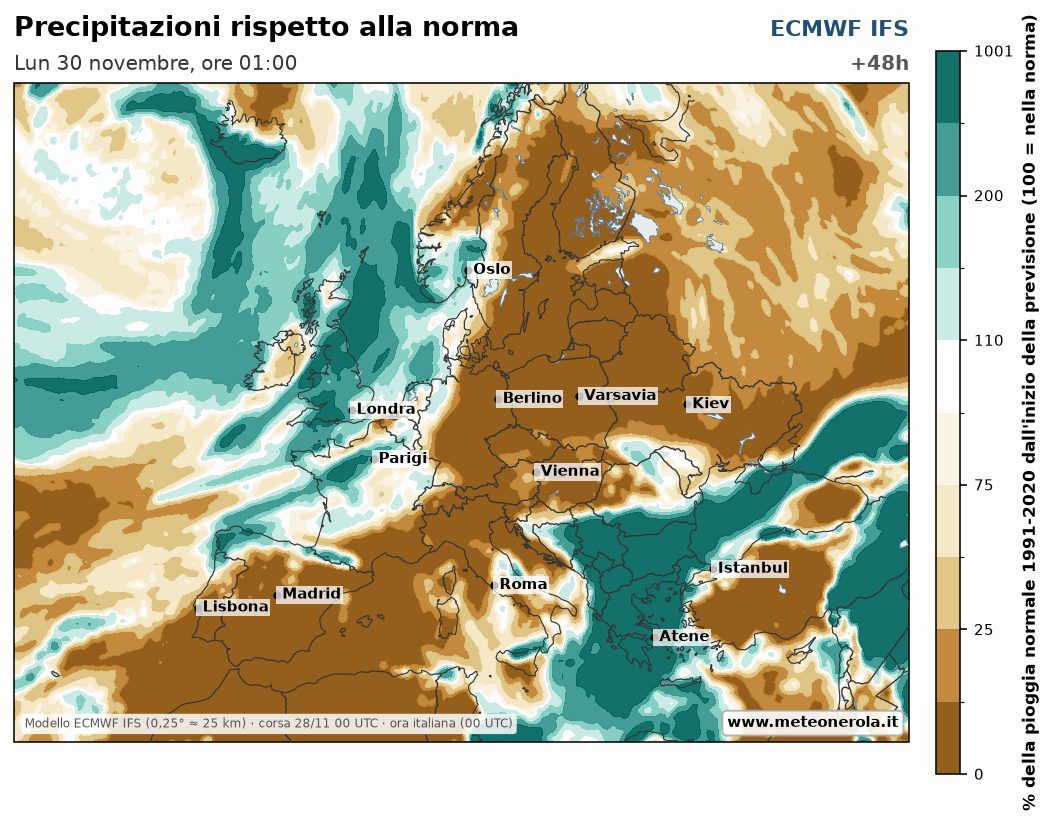 Precipitazioni rispetto alla norma
ECMWF IFS
Lun 30 novembre, ore 01:00
+48h
Oslo
Berlino
Varsavia
Kiev
Londra
Parigi
Vienna
Istanbul
Roma
Madrid
Lisbona
Atene
Modello ECMWF IFS (0,25° ≈ 25 km) · corsa 28/11 00 UTC · ora italiana (00 UTC)
www.meteonerola.it
1001
200
110
75
25
0
% della pioggia normale 1991-2020 dall'inizio della previsione (100 = nella norma)